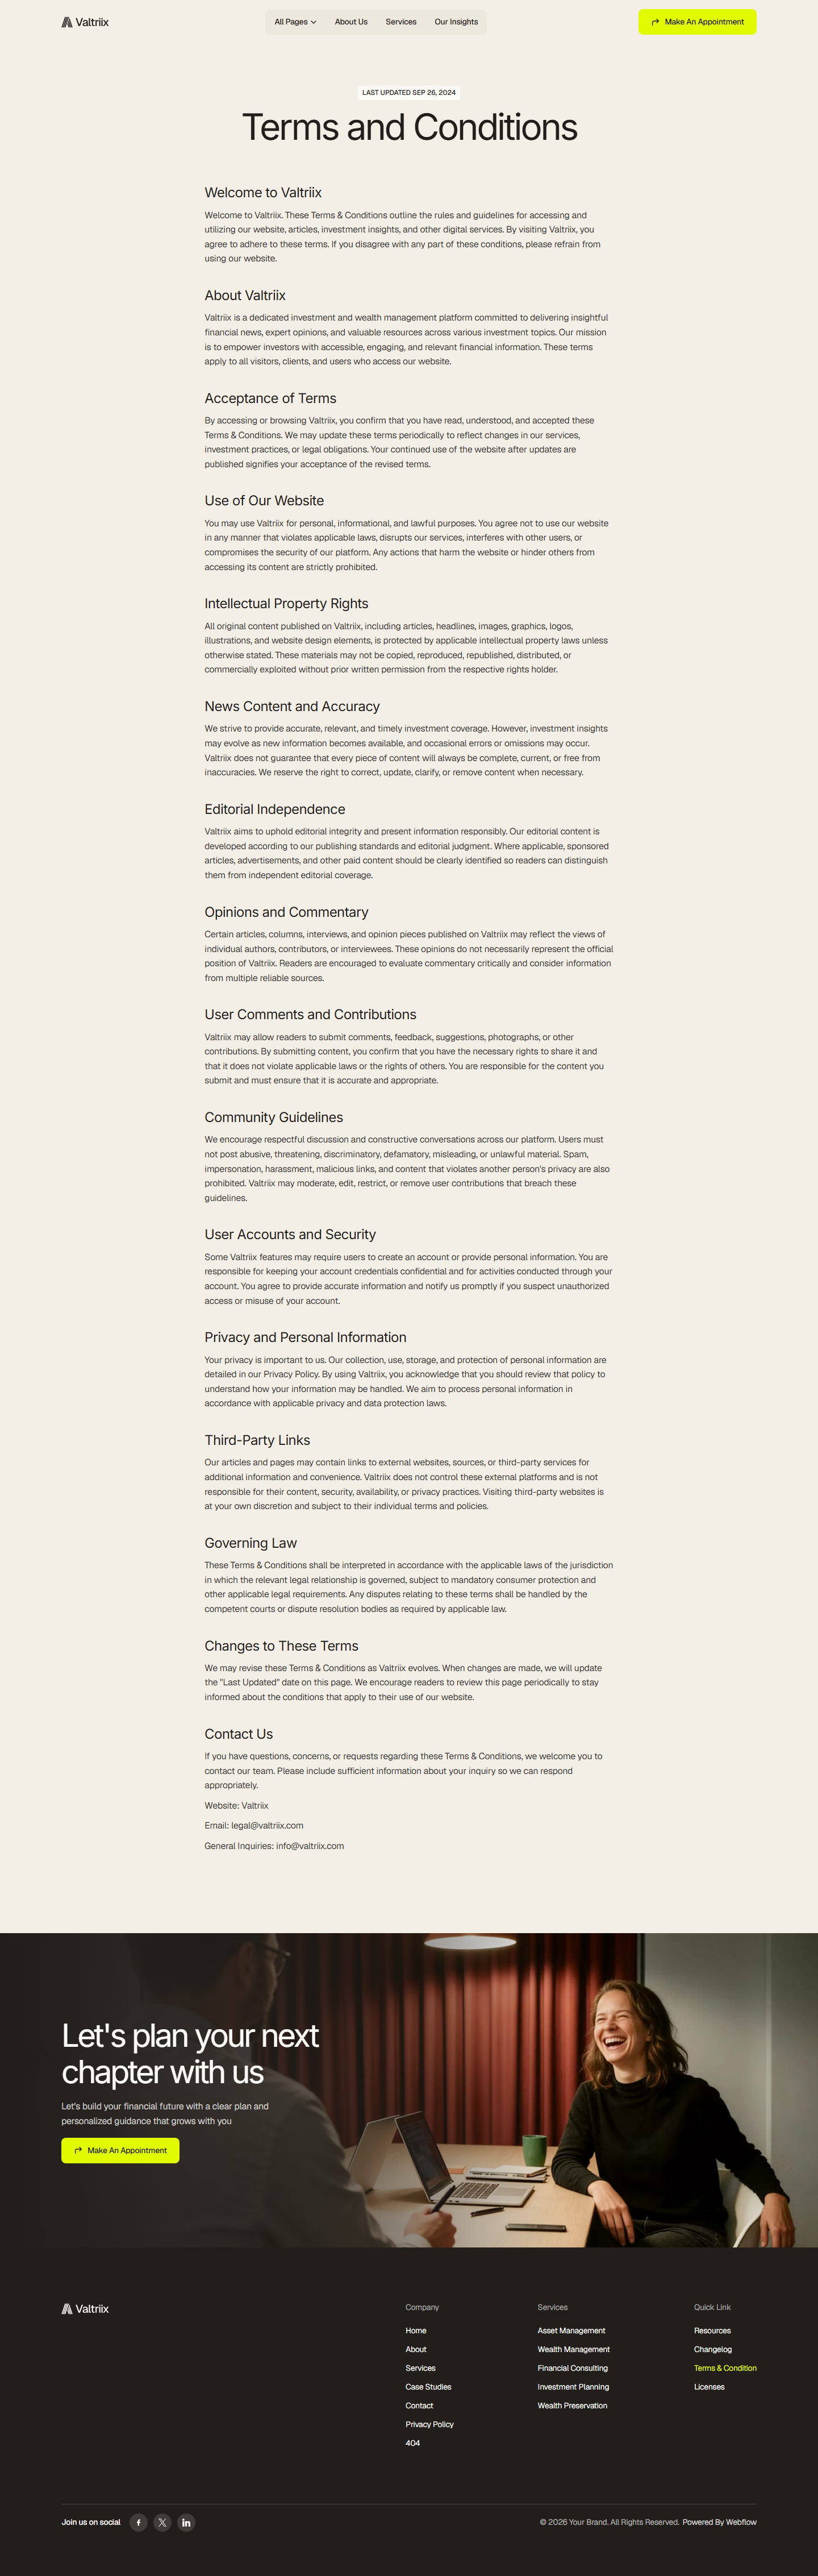 Valtriix
All Pages About Us Services Our Insights
Make An Appointment
LAST UPDATED SEP 26, 2024
Terms and Conditions
Welcome to Valtriix
Welcome to Valtriix. These Terms & Conditions outline the rules and guidelines for accessing and
utilizing our website, articles, investment insights, and other digital services. By visiting Valtriix, you
agree to adhere to these terms. If you disagree with any part of these conditions, please refrain from
using our website.
About Valtriix
Valtriix is a dedicated investment and wealth management platform committed to delivering insightful
financial news, expert opinions, and valuable resources across various investment topics. Our mission
is to empower investors with accessible, engaging, and relevant financial information. These terms
apply to all visitors, clients, and users who access our website.
Acceptance of Terms
By accessing or browsing Valtriix, you confirm that you have read, understood, and accepted these
Terms & Conditions. We may update these terms periodically to reflect changes in our services,
investment practices, or legal obligations. Your continued use of the website after updates are
published signifies your acceptance of the revised terms.
Use of Our Website
You may use Valtriix for personal, informational, and lawful purposes. You agree not to use our website
in any manner that violates applicable laws, disrupts our services, interferes with other users, or
compromises the security of our platform. Any actions that harm the website or hinder others from
accessing its content are strictly prohibited.
Intellectual Property Rights
All original content published on Valtriix, including articles, headlines, images, graphics, logos,
illustrations, and website design elements, is protected by applicable intellectual property laws unless
otherwise stated. These materials may not be copied, reproduced, republished, distributed, or
commercially exploited without prior written permission from the respective rights holder.
News Content and Accuracy
We strive to provide accurate, relevant, and timely investment coverage. However, investment insights
may evolve as new information becomes available, and occasional errors or omissions may occur.
Valtriix does not guarantee that every piece of content will always be complete, current, or free from
inaccuracies. We reserve the right to correct, update, clarify, or remove content when necessary.
Editorial Independence
Valtriix aims to uphold editorial integrity and present information responsibly. Our editorial content is
developed according to our publishing standards and editorial judgment. Where applicable, sponsored
articles, advertisements, and other paid content should be clearly identified so readers can distinguish
them from independent editorial coverage.
Opinions and Commentary
Certain articles, columns, interviews, and opinion pieces published on Valtriix may reflect the views of
individual authors, contributors, or interviewees. These opinions do not necessarily represent the official
position of Valtriix. Readers are encouraged to evaluate commentary critically and consider information
from multiple reliable sources.
User Comments and Contributions
Valtriix may allow readers to submit comments, feedback, suggestions, photographs, or other
contributions. By submitting content, you confirm that you have the necessary rights to share it and
that it does not violate applicable laws or the rights of others. You are responsible for the content you
submit and must ensure that it is accurate and appropriate.
Community Guidelines
We encourage respectful discussion and constructive conversations across our platform. Users must
not post abusive, threatening, discriminatory, defamatory, misleading, or unlawful material. Spam,
impersonation, harassment, malicious links, and content that violates another person's privacy are also
prohibited. Valtriix may moderate, edit, restrict, or remove user contributions that breach these
guidelines.
User Accounts and Security
Some Valtriix features may require users to create an account or provide personal information. You are
responsible for keeping your account credentials confidential and for activities conducted through your
account. You agree to provide accurate information and notify us promptly if you suspect unauthorized
access or misuse of your account.
Privacy and Personal Information
Your privacy is important to us. Our collection, use, storage, and protection of personal information are
detailed in our Privacy Policy. By using Valtriix, you acknowledge that you should review that policy to
understand how your information may be handled. We aim to process personal information in
accordance with applicable privacy and data protection laws.
Third-Party Links
Our articles and pages may contain links to external websites, sources, or third-party services for
additional information and convenience. Valtriix does not control these external platforms and is not
responsible for their content, security, availability, or privacy practices. Visiting third-party websites is
at your own discretion and subject to their individual terms and policies.
Governing Law
These Terms & Conditions shall be interpreted in accordance with the applicable laws of the jurisdiction
in which the relevant legal relationship is governed, subject to mandatory consumer protection and
other applicable legal requirements. Any disputes relating to these terms shall be handled by the
competent courts or dispute resolution bodies as required by applicable law.
Changes to These Terms
We may revise these Terms & Conditions as Valtriix evolves. When changes are made, we will update
the "Last Updated" date on this page. We encourage readers to review this page periodically to stay
informed about the conditions that apply to their use of our website.
Contact Us
If you have questions, concerns, or requests regarding these Terms & Conditions, we welcome you to
contact our team. Please include sufficient information about your inquiry so we can respond
appropriately.
Website: Valtriix
Email: legal@valtriix.com
General Inquiries: info@valtriix.com
Let's plan your next
chapter with us
Let's build your financial future with a clear plan and
personalized guidance that grows with you
Make An Appointment
Valtriix
Company
Home
About
Services
Case Studies
Contact
Privacy Policy
404
Services
Asset Management
Wealth Management
Financial Consulting
Investment Planning
Wealth Preservation
Quick Link
Resources
Changelog
Terms & Condition
Licenses
Join us on social
© 2026 Your Brand. All Rights Reserved. Powered By Webflow